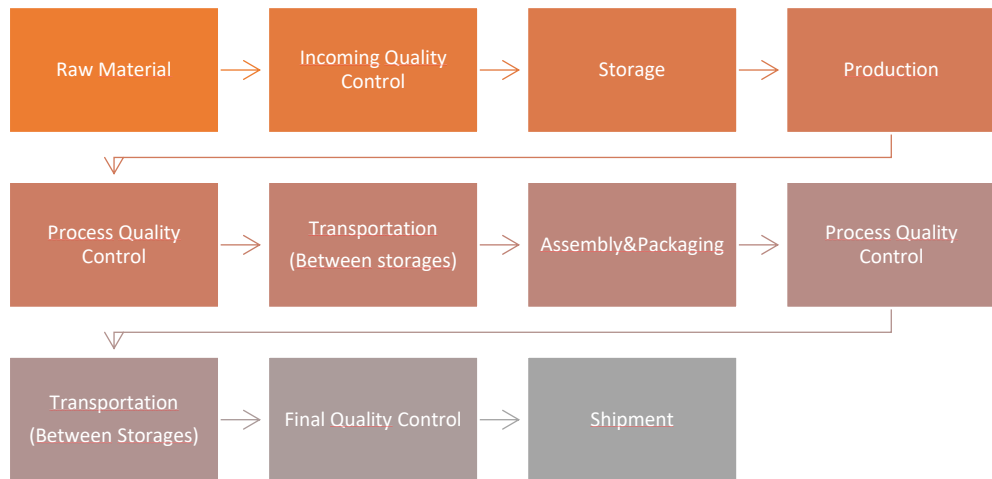 Raw Material
Incoming Quality
Control
Storage
Production
Process Quality
Control
Transportation
(Between storages)
Assembly&Packaging
Process Quality
Control
Transportation
(Between Storages)
Final Quality Control
Shipment